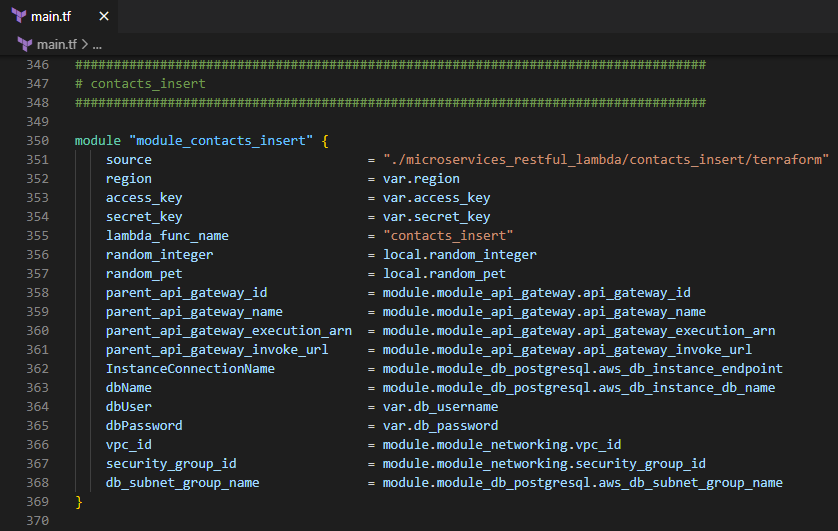 main.tf ×
main.tf > ...
346 ##################################################################################
347 # contacts_insert
348 ##################################################################################
349
350 module "module_contacts_insert" {
351 source = "./microservices_restful_lambda/contacts_insert/terraform"
352 region = var.region
353 access_key = var.access_key
354 secret_key = var.secret_key
355 lambda_func_name = "contacts_insert"
356 random_integer = local.random_integer
357 random_pet = local.random_pet
358 parent_api_gateway_id = module.module_api_gateway.api_gateway_id
359 parent_api_gateway_name = module.module_api_gateway.api_gateway_name
360 parent_api_gateway_execution_arn = module.module_api_gateway.api_gateway_execution_arn
361 parent_api_gateway_invoke_url = module.module_api_gateway.api_gateway_invoke_url
362 InstanceConnectionName = module.module_db_postgresql.aws_db_instance_endpoint
363 dbName = module.module_db_postgresql.aws_db_instance_db_name
364 dbUser = var.db_username
365 dbPassword = var.db_password
366 vpc_id = module.module_networking.vpc_id
367 security_group_id = module.module_networking.security_group_id
368 db_subnet_group_name = module.module_db_postgresql.aws_db_subnet_group_name
369 }
370